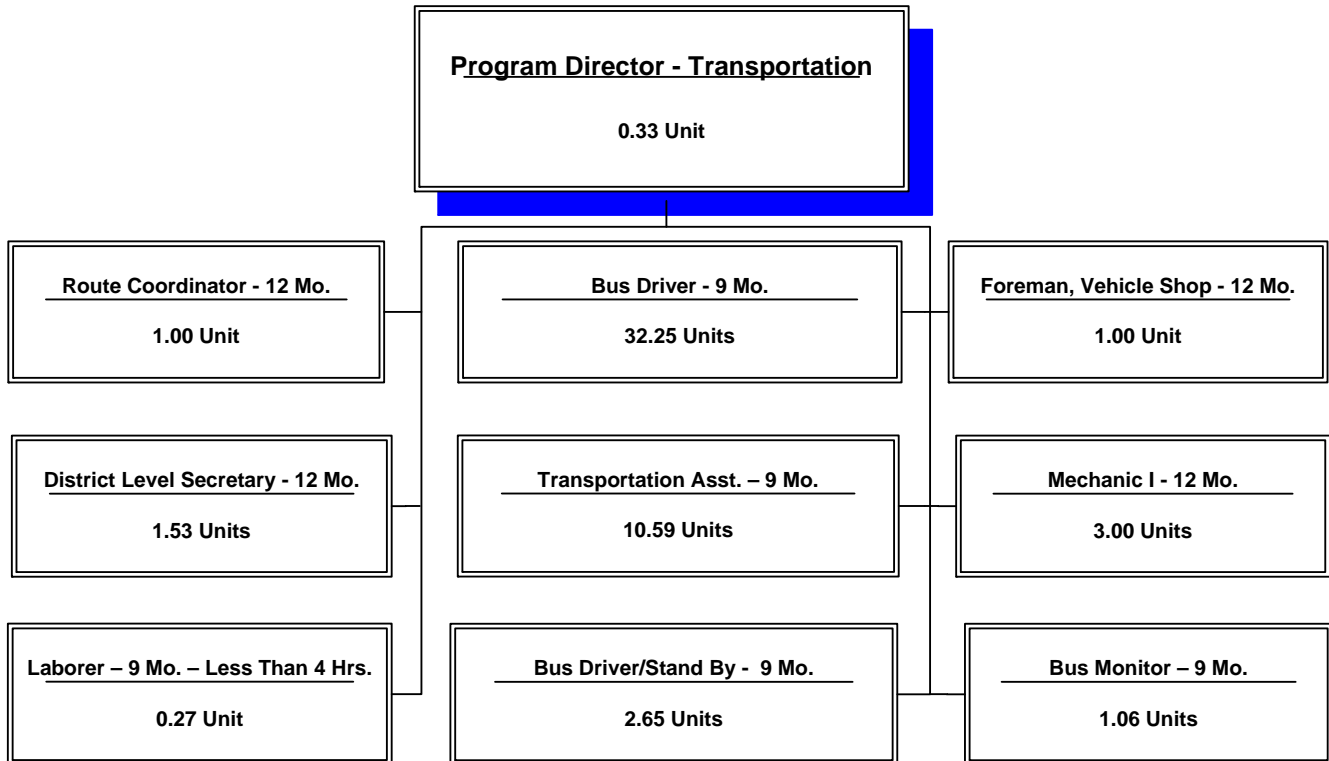 Program Director - Transportation
0.33 Unit
Route Coordinator - 12 Mo.
1.00 Unit
Bus Driver - 9 Mo.
32.25 Units
Foreman, Vehicle Shop - 12 Mo.
1.00 Unit
District Level Secretary - 12 Mo.
1.53 Units
Transportation Asst. – 9 Mo.
10.59 Units
Mechanic I - 12 Mo.
3.00 Units
Laborer – 9 Mo. – Less Than 4 Hrs.
0.27 Unit
Bus Driver/Stand By - 9 Mo.
2.65 Units
Bus Monitor – 9 Mo.
1.06 Units